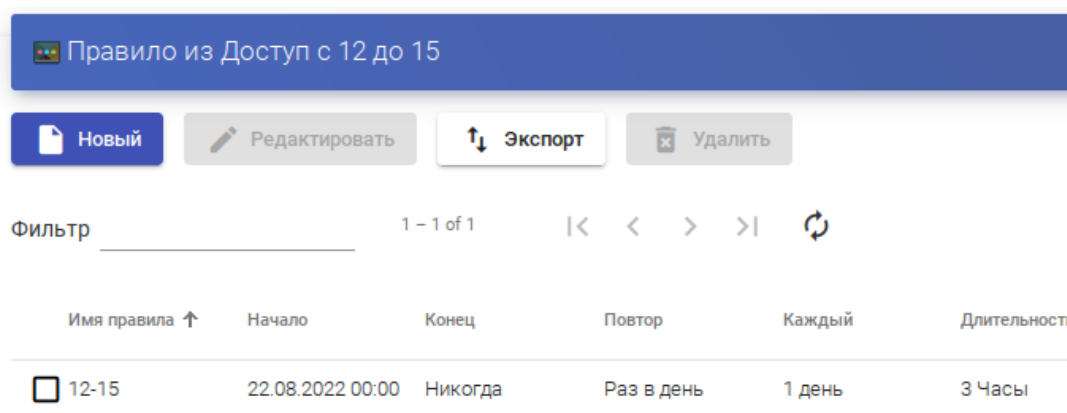 Правило из Доступ с 12 до 15
Новый Редактировать Экспорт Удалить
Фильтр 1 – 1 of 1
Имя правила Начало Конец Повтор Каждый Длительность
12-15 22.08.2022 00:00 Никогда Раз в день 1 день 3 Часы